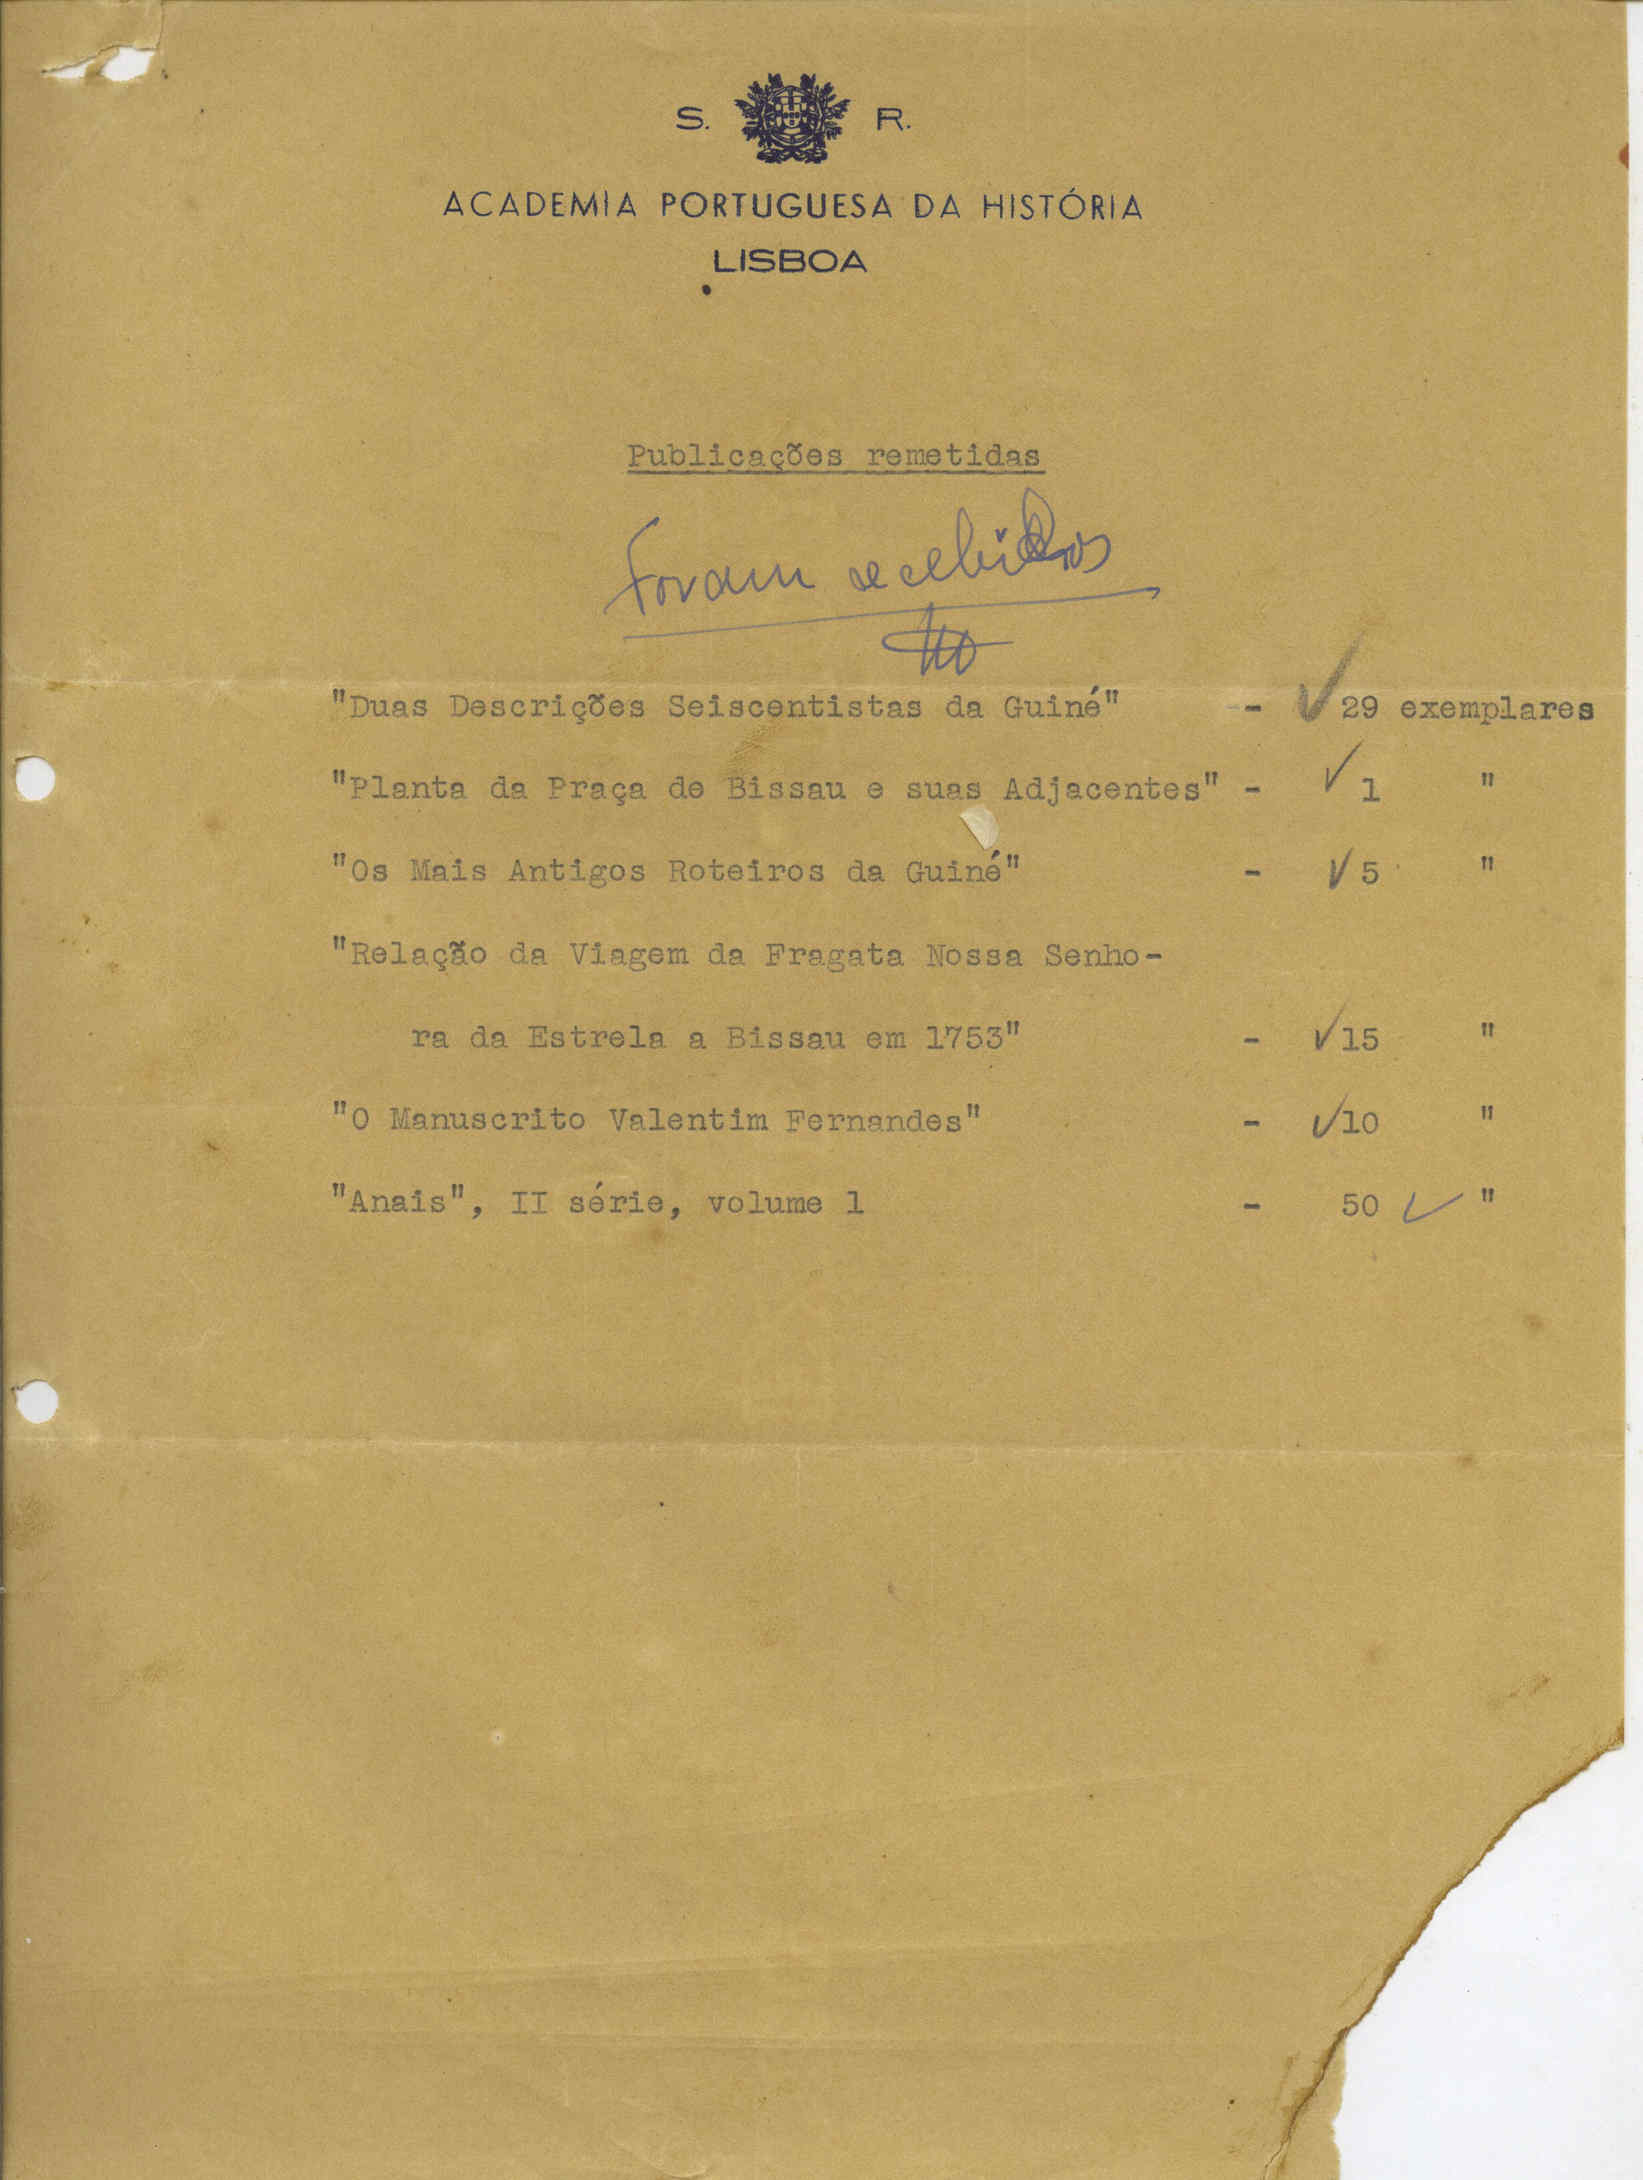 S. R.
ACADEMIA PORTUGUESA DA HISTÓRIA
LISBOA
Publicações remetidas
Foram recebidos
"Duas Descrições Seiscentistas da Guiné" - 29 exemplares
"Planta da Praça de Bissau e suas Adjacentes" - 1 "
"Os Mais Antigos Roteiros da Guiné" - 5 "
"Relação da Viagem da Fragata Nossa Senho-
ra da Estrela a Bissau em 1753" - 15 "
"O Manuscrito Valentim Fernandes" - 10 "
"Anais", II série, volume 1 - 50 "